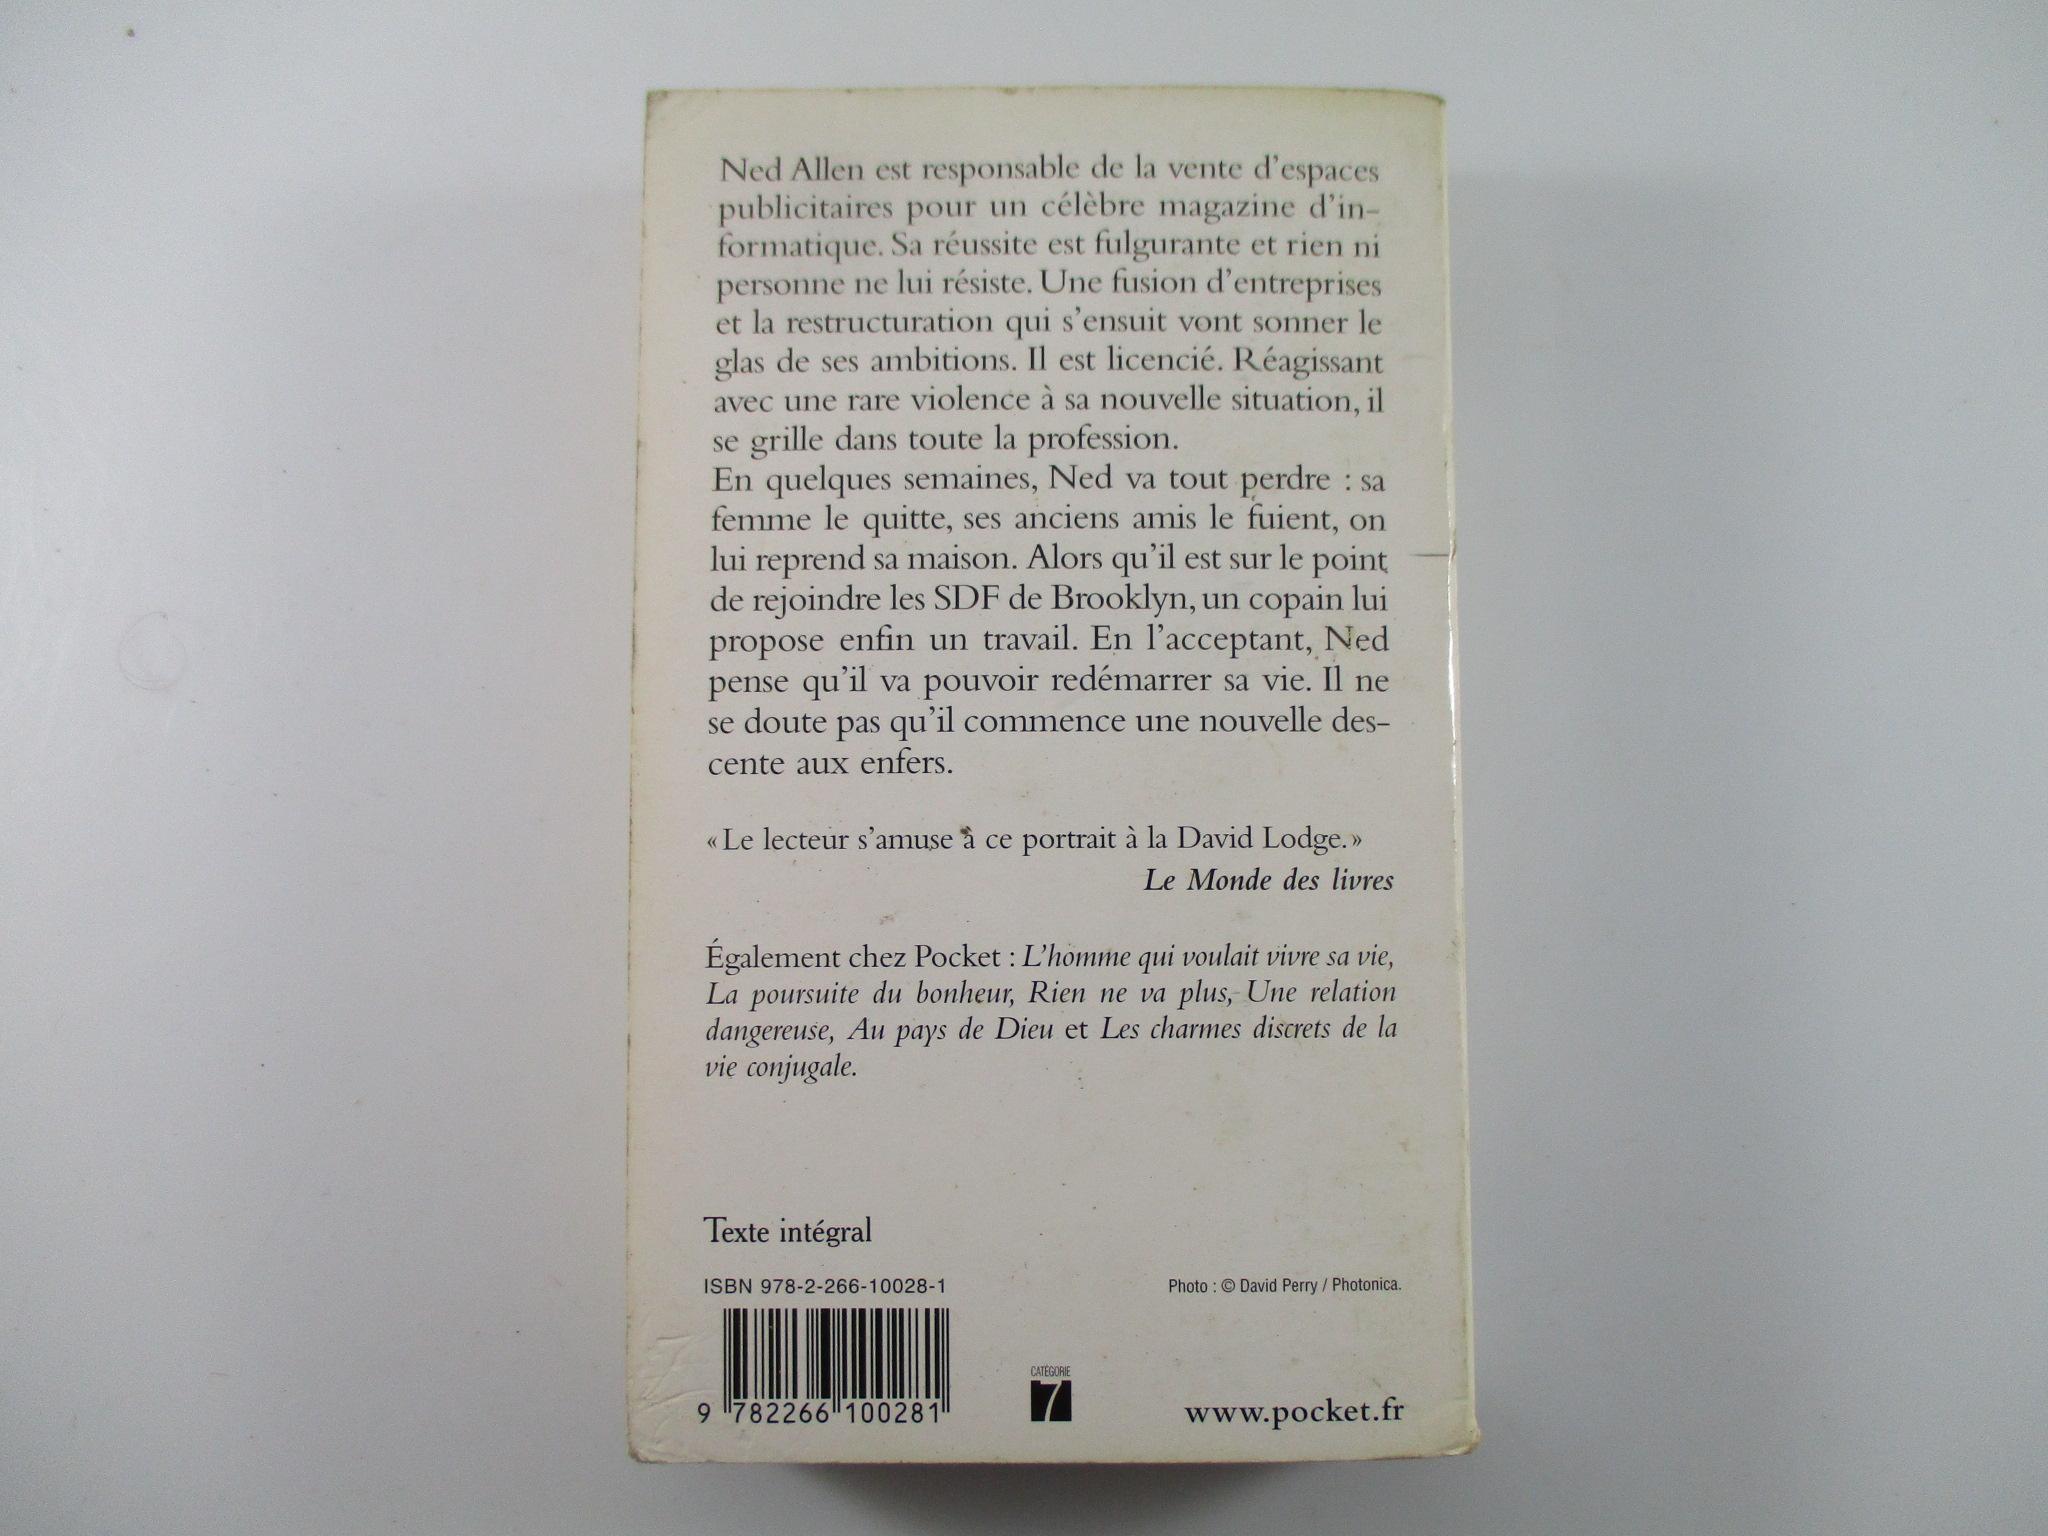 Ned Allen est responsable de la vente d'espaces
publicitaires pour un célèbre magazine d'in-
formatique. Sa réussite est fulgurante et rien ni
personne ne lui résiste. Une fusion d'entreprises
et la restructuration qui s'ensuit vont sonner le
glas de ses ambitions. Il est licencié. Réagissant
avec une rare violence à sa nouvelle situation, il
se grille dans toute la profession.
En quelques semaines, Ned va tout perdre : sa
femme le quitte, ses anciens amis le fuient, on
lui reprend sa maison. Alors qu'il est sur le point
de rejoindre les SDF de Brooklyn, un copain lui
propose enfin un travail. En l'acceptant, Ned
pense qu'il va pouvoir redémarrer sa vie. Il ne
se doute pas qu'il commence une nouvelle des-
cente aux enfers.
« Le lecteur s'amuse à ce portrait à la David Lodge. »
Le Monde des livres
Également chez Pocket : L'homme qui voulait vivre sa vie,
La poursuite du bonheur, Rien ne va plus, Une relation
dangereuse, Au pays de Dieu et Les charmes discrets de la
vie conjugale.
Texte intégral
ISBN 978-2-266-10028-1
Photo : © David Perry / Photonica.
CATÉGORIE
7
9 782266 100281
www.pocket.fr